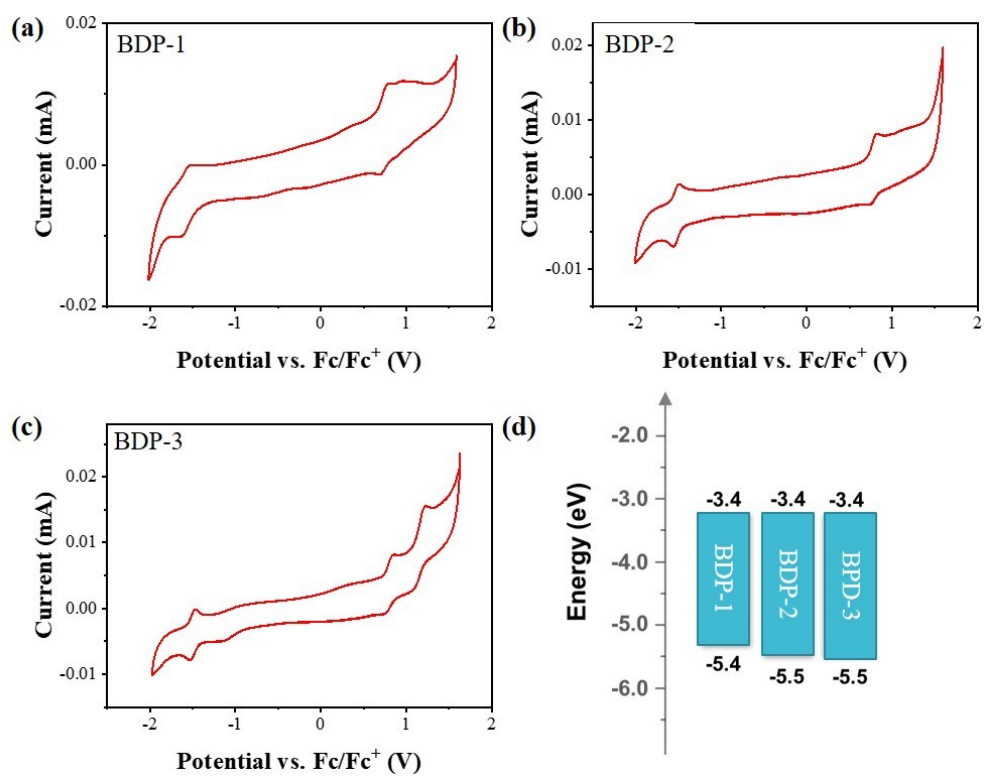 (a)
BDP-1
0.02
0.00
-0.02
Current (mA)
-2
-1
0
1
2
Potential vs. Fc/Fc+ (V)
(b)
BDP-2
0.02
0.01
0.00
-0.01
Current (mA)
-2
-1
0
1
2
Potential vs. Fc/Fc+ (V)
(c)
BDP-3
0.02
0.01
0.00
-0.01
Current (mA)
-2
-1
0
1
2
Potential vs. Fc/Fc+ (V)
(d)
Energy (eV)
-2.0
-3.0
-4.0
-5.0
-6.0
-3.4
-3.4
-3.4
BDP-1
BDP-2
BPD-3
-5.4
-5.5
-5.5